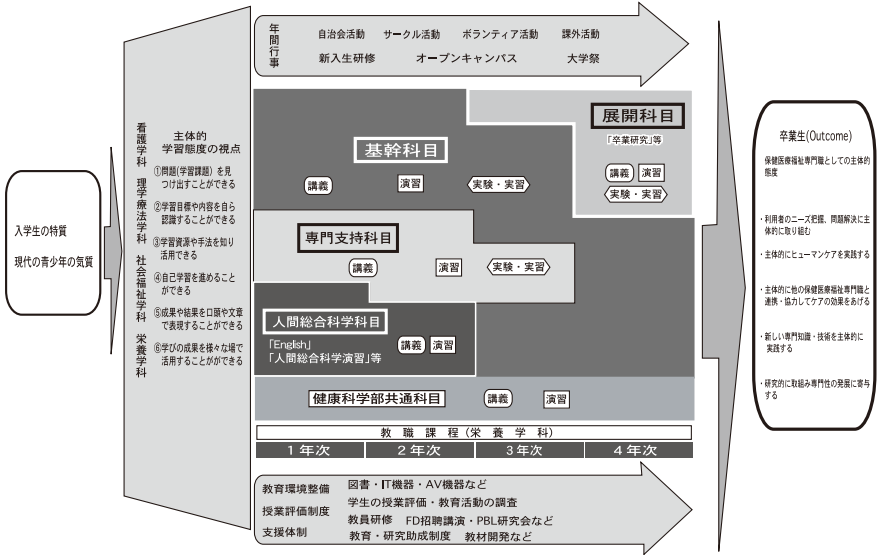 入学生の特質
現代の青少年の気質
看護学科 理学療法学科 社会福祉学科 栄養学科
主体的
学習態度の視点
①問題(学習課題) を見
つけ出すことができる
②学習目標や内容を自ら
認識することができる
③学習資源や手法を知り
活用できる
④自己学習を進めること
ができる
⑤成果や結果を口頭や文章
で表現することができる
⑥学びの成果を様々な場で
活用することがができる
年間行事
自治会活動 サークル活動 ボランティア活動 課外活動
新入生研修 オープンキャンパス 大学祭
展開科目
「卒業研究」等
講義 演習
実験・実習
基幹科目
講義 演習 実験・実習
専門支持科目
講義 演習 実験・実習
人間総合科学科目
「English」
「人間総合科学演習」等
講義 演習
健康科学部共通科目 講義 演習
教 職 課 程 (栄 養 学 科)
1 年次 2 年次 3 年次 4 年次
教育環境整備 図書・IT機器・AV機器など
授業評価制度 学生の授業評価・教育活動の調査
支援体制 教員研修 FD招聘講演・PBL研究会など
教育・研究助成制度 教材開発など
卒業生(Outcome)
保健医療福祉専門職としての主体的
態度
・利用者のニーズ把握、問題解決に主
体的に取り組む
・主体的にヒューマンケアを実践する
・主体的に他の保健医療福祉専門職と
連携・協力してケアの効果をあげる
・新しい専門知識・技術を主体的に
実践する
・研究的に取組み専門性の発展に寄与
する